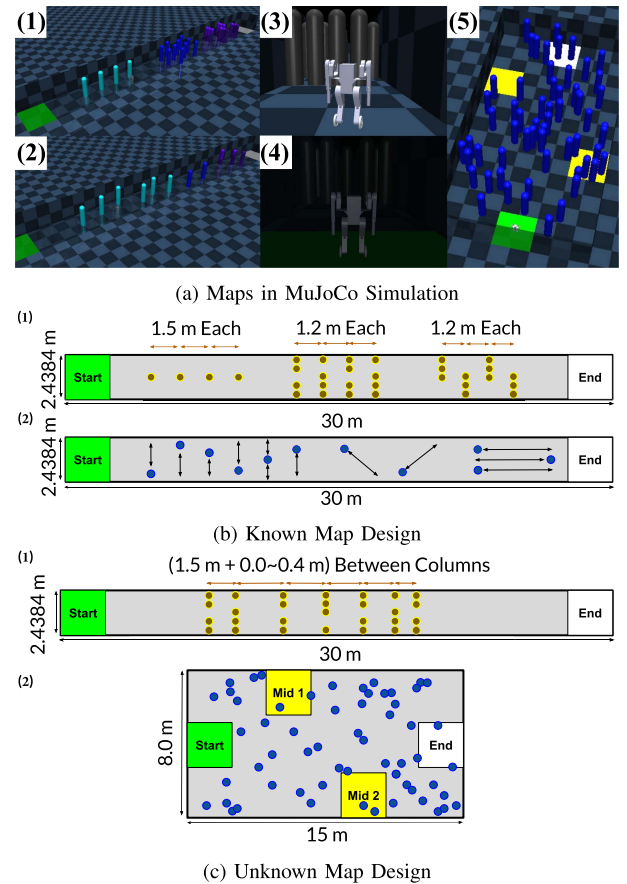 (1)
(3)
(5)
(2)
(4)
(a) Maps in MuJoCo Simulation
(1)
1.5 m Each
1.2 m Each
1.2 m Each
2.4384 m
Start
End
30 m
(2)
2.4384 m
Start
End
30 m
(b) Known Map Design
(1)
(1.5 m + 0.0~0.4 m) Between Columns
2.4384 m
Start
End
30 m
(2)
8.0 m
Mid 1
Start
End
Mid 2
15 m
(c) Unknown Map Design